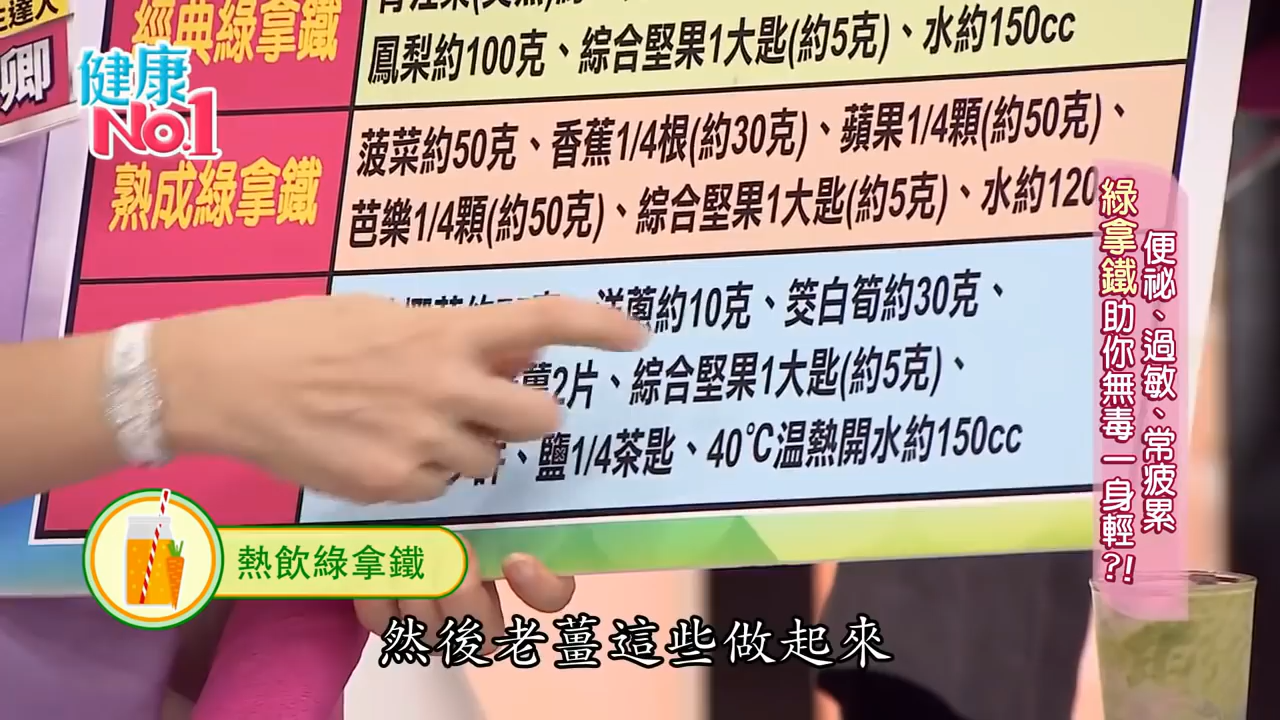 卿
健康
No.1
經典綠拿鐵
鳳梨約100克、綜合堅果1大匙(約5克)、水約150cc
熟成綠拿鐵
菠菜約50克、香蕉1/4根(約30克)、蘋果1/4顆(約50克)、
芭樂1/4顆(約50克)、綜合堅果1大匙(約5克)、水約120
洋蔥約10克、筊白筍約30克、
薑2片、綜合堅果1大匙(約5克)、
鹽1/4茶匙、40℃温熱開水約150cc
便祕、過敏、常疲累
綠拿鐵助你無毒一身輕?!
熱飲綠拿鐵
然後老薑這些做起來